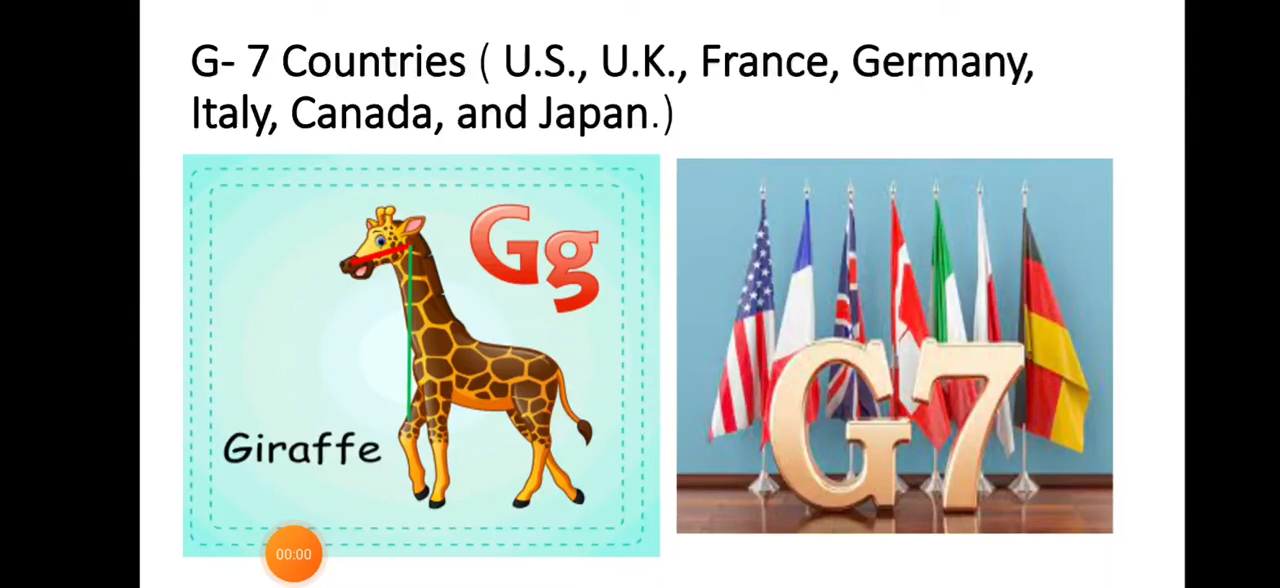 G- 7 Countries ( U.S., U.K., France, Germany,
Italy, Canada, and Japan.)
Gg
Giraffe
G7
00:00